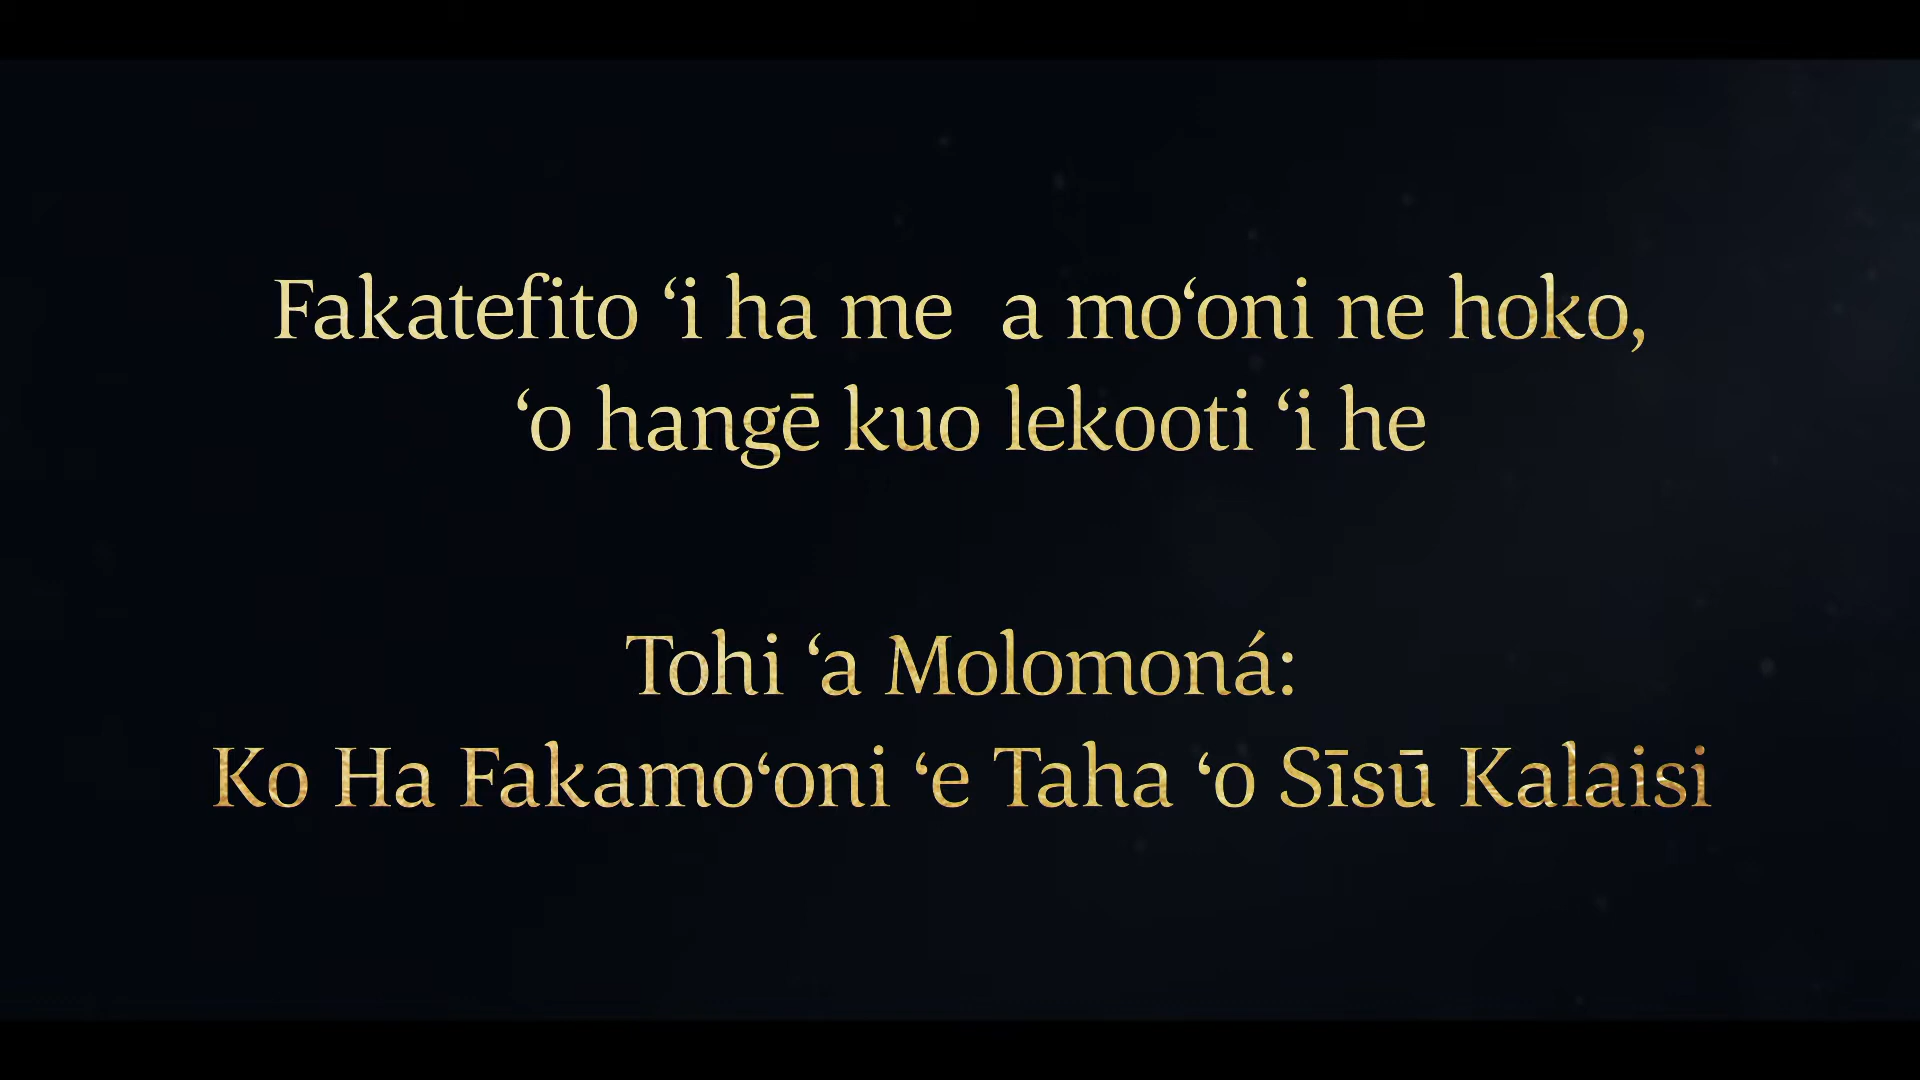 Fakatefito ‘i ha me a mo‘oni ne hoko,
‘o hangē kuo lekooti ‘i he
Tohi ‘a Molomoná:
Ko Ha Fakamo‘oni ‘e Taha ‘o Sīsū Kalaisi